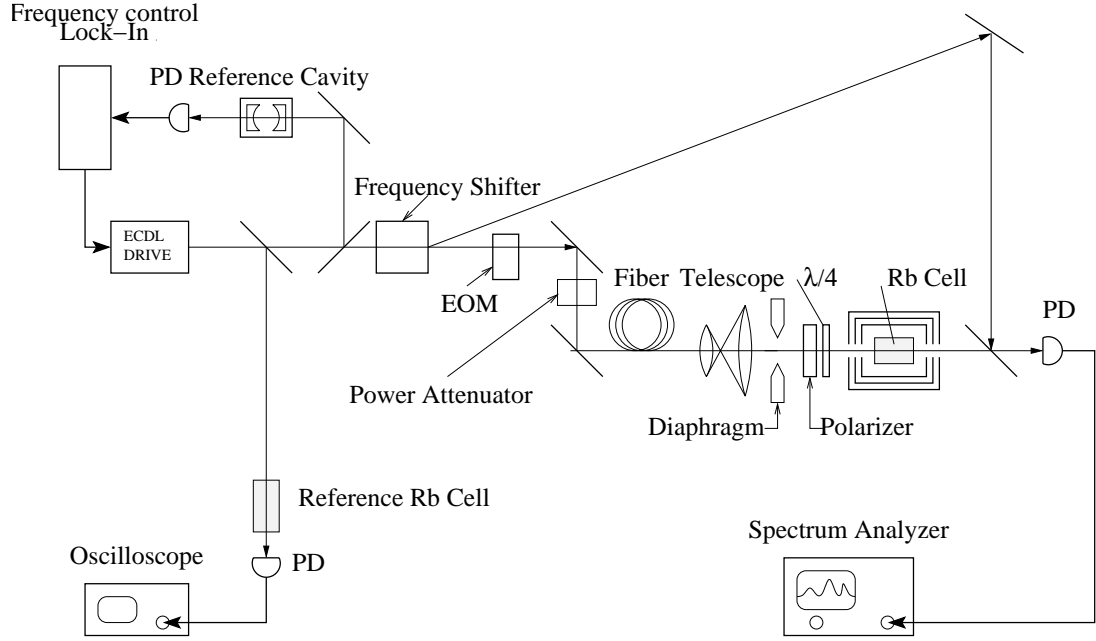 Frequency control
Lock–In
PD Reference Cavity
Frequency Shifter
ECDL
DRIVE
EOM
Fiber Telescope λ/4
Rb Cell
PD
Power Attenuator
Diaphragm
Polarizer
Reference Rb Cell
Spectrum Analyzer
Oscilloscope
PD